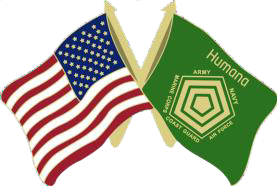 Humana
ARMY
NAVY
AIR FORCE
COAST GUARD
MARINE CORPS